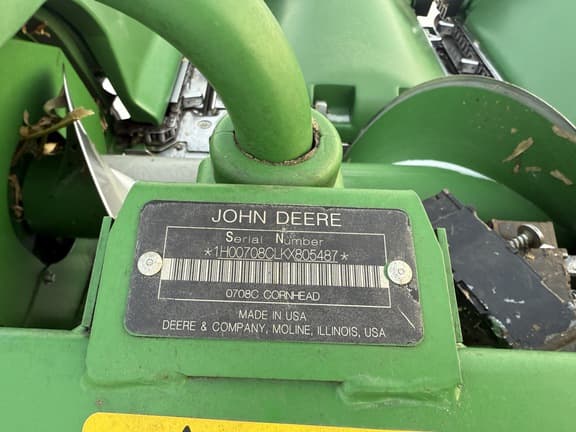 JOHN DEERE
Serial Number
*1H00708CLKX805487*
0708C CORNHEAD
MADE IN USA
DEERE & COMPANY, MOLINE, ILLINOIS, USA